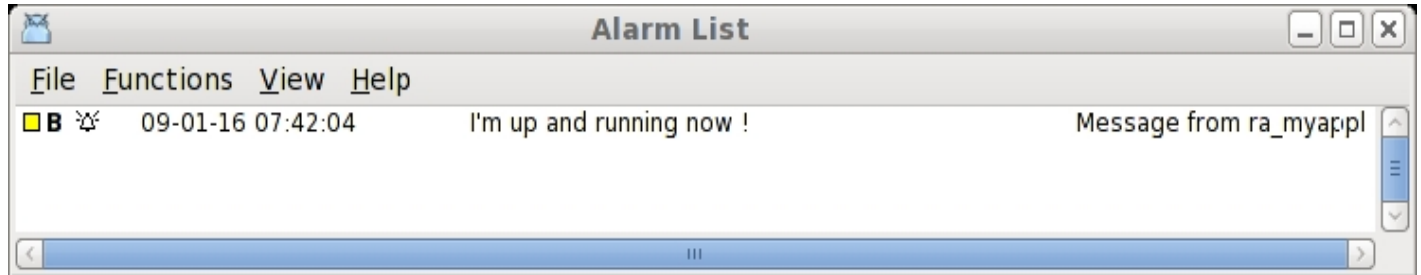 Alarm List
File Functions View Help
B 09-01-16 07:42:04 I'm up and running now ! Message from ra_myappl